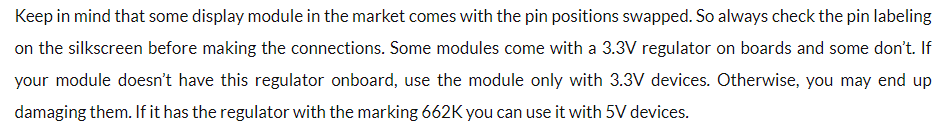 Keep in mind that some display module in the market comes with the pin positions swapped. So always check the pin labeling
on the silkscreen before making the connections. Some modules come with a 3.3V regulator on boards and some don’t. If
your module doesn’t have this regulator onboard, use the module only with 3.3V devices. Otherwise, you may end up
damaging them. If it has the regulator with the marking 662K you can use it with 5V devices.